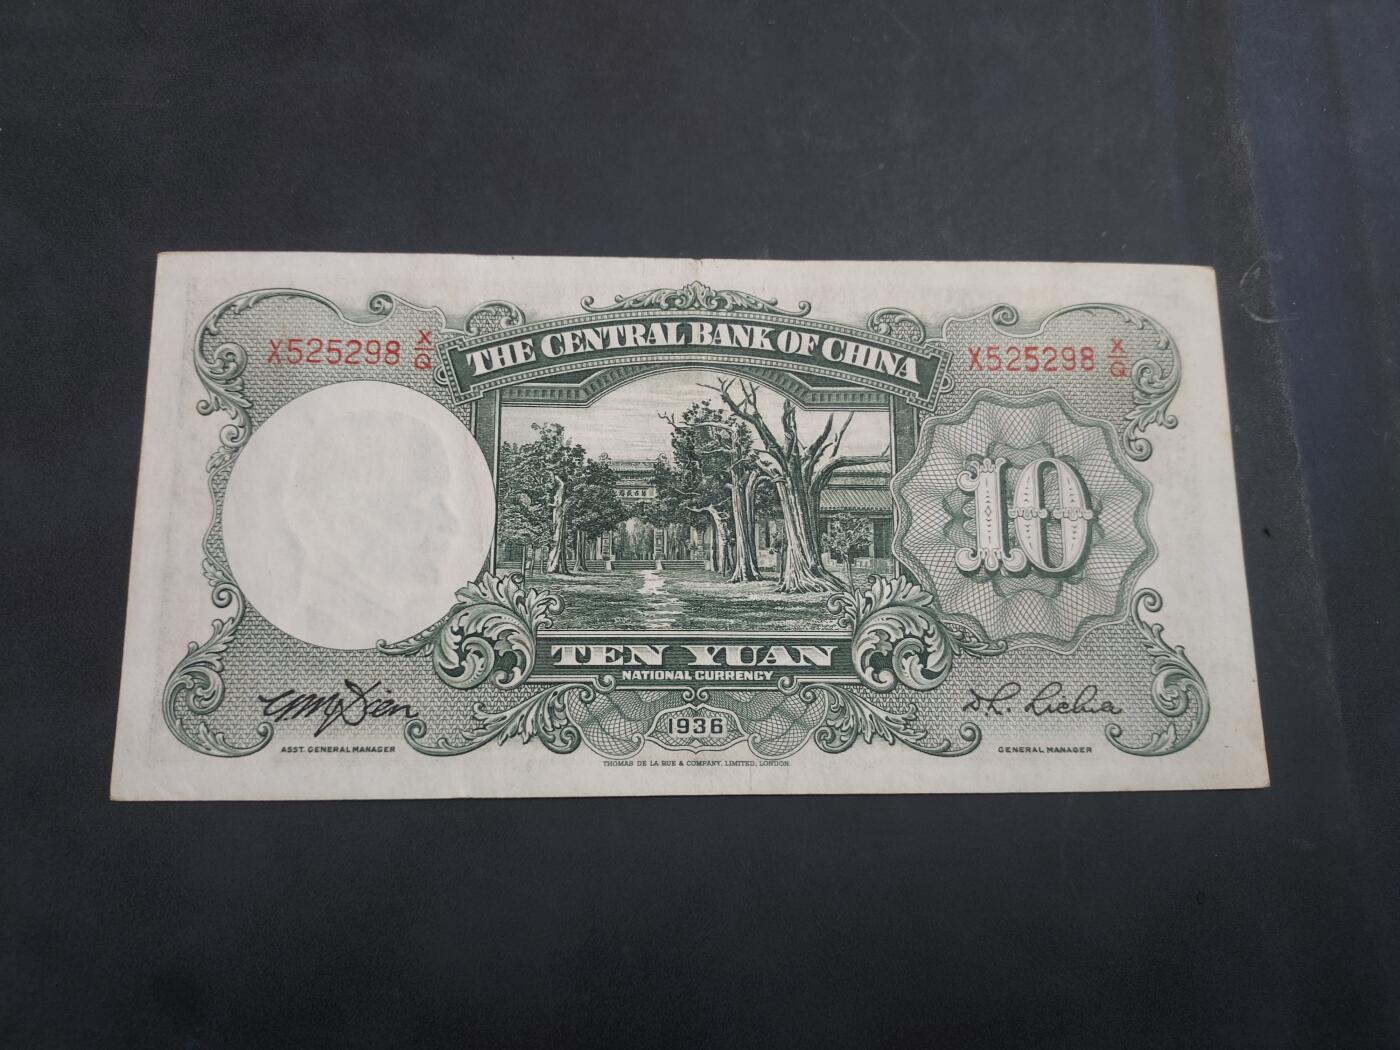 THE CENTRAL BANK OF CHINA
X525298 X/Q
X525298 X/Q
10
TEN YUAN
NATIONAL CURRENCY
1936
ASST. GENERAL MANAGER
GENERAL MANAGER
THOMAS DE LA RUE & COMPANY, LIMITED, LONDON.